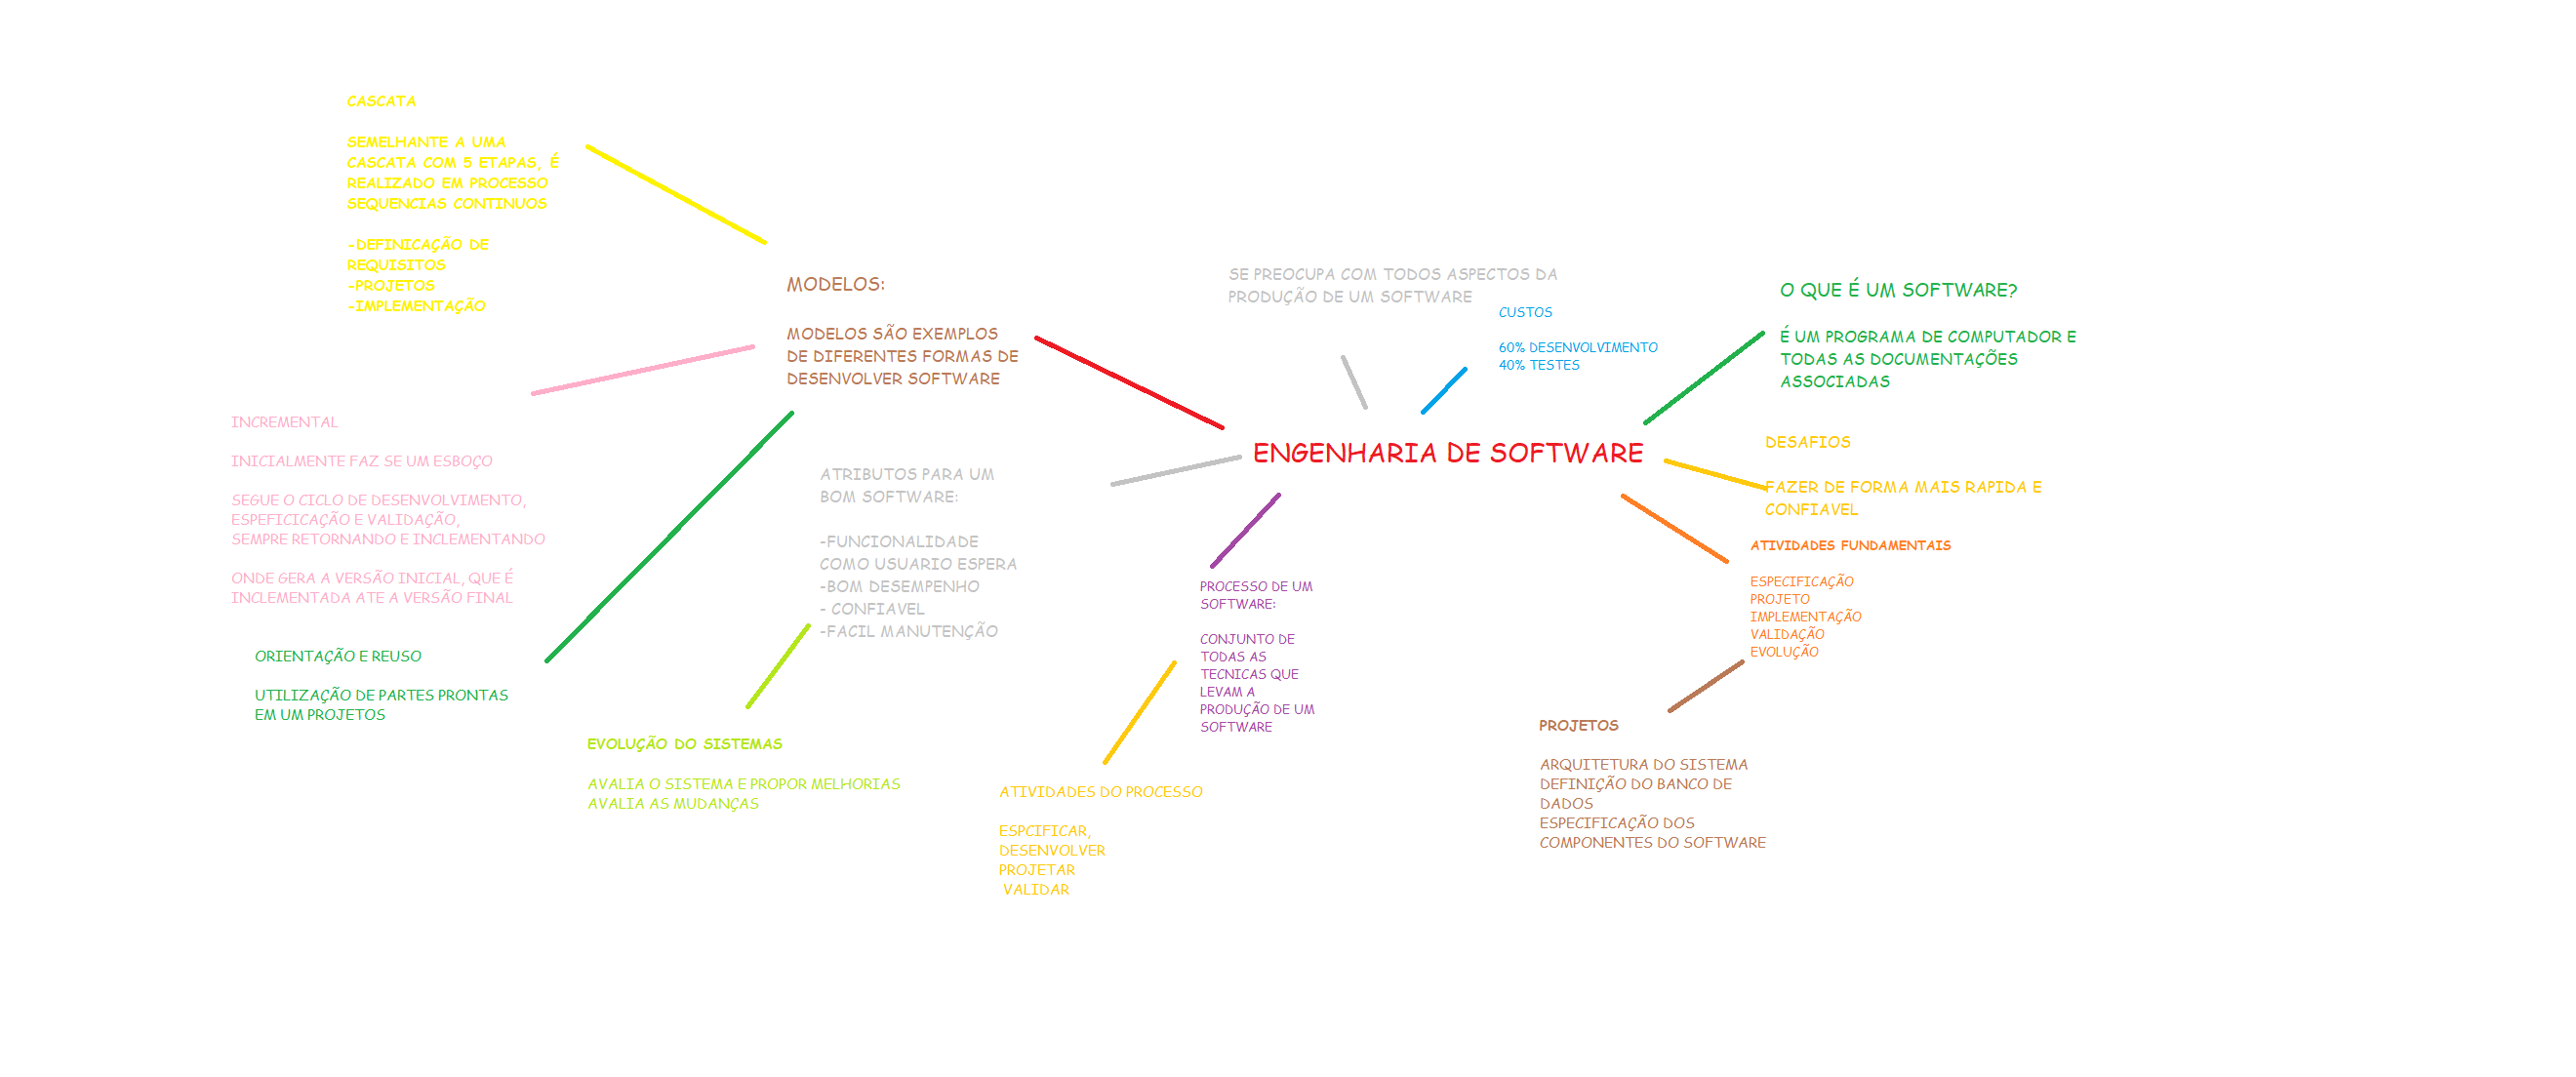 CASCATA
SEMELHANTE A UMA
CASCATA COM 5 ETAPAS, É
REALIZADO EM PROCESSO
SEQUENCIAS CONTINUOS
-DEFINICAÇÃO DE
REQUISITOS
-PROJETOS
-IMPLEMENTAÇÃO
MODELOS:
MODELOS SÃO EXEMPLOS
DE DIFERENTES FORMAS DE
DESENVOLVER SOFTWARE
SE PREOCUPA COM TODOS ASPECTOS DA
PRODUÇÃO DE UM SOFTWARE
CUSTOS
60% DESENVOLVIMENTO
40% TESTES
O QUE É UM SOFTWARE?
É UM PROGRAMA DE COMPUTADOR E
TODAS AS DOCUMENTAÇÕES
ASSOCIADAS
INCREMENTAL
INICIALMENTE FAZ SE UM ESBOÇO
SEGUE O CICLO DE DESENVOLVIMENTO,
ESPEFICICAÇÃO E VALIDAÇÃO,
SEMPRE RETORNANDO E INCLEMENTANDO
ONDE GERA A VERSÃO INICIAL, QUE É
INCLEMENTADA ATE A VERSÃO FINAL
ENGENHARIA DE SOFTWARE
DESAFIOS
FAZER DE FORMA MAIS RAPIDA E
CONFIAVEL
ATRIBUTOS PARA UM
BOM SOFTWARE:
-FUNCIONALIDADE
COMO USUARIO ESPERA
-BOM DESEMPENHO
- CONFIAVEL
-FACIL MANUTENÇÃO
ATIVIDADES FUNDAMENTAIS
ESPECIFICAÇÃO
PROJETO
IMPLEMENTAÇÃO
VALIDAÇÃO
EVOLUÇÃO
PROCESSO DE UM
SOFTWARE:
CONJUNTO DE
TODAS AS
TECNICAS QUE
LEVAM A
PRODUÇÃO DE UM
SOFTWARE
ORIENTAÇÃO E REUSO
UTILIZAÇÃO DE PARTES PRONTAS
EM UM PROJETOS
EVOLUÇÃO DO SISTEMAS
AVALIA O SISTEMA E PROPOR MELHORIAS
AVALIA AS MUDANÇAS
ATIVIDADES DO PROCESSO
ESPCIFICAR,
DESENVOLVER
PROJETAR
VALIDAR
PROJETOS
ARQUITETURA DO SISTEMA
DEFINIÇÃO DO BANCO DE
DADOS
ESPECIFICAÇÃO DOS
COMPONENTES DO SOFTWARE